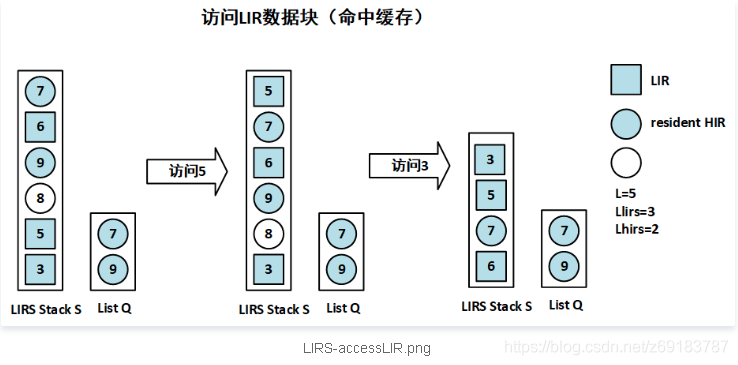 访问LIR数据块（命中缓存）
7
6
9
8
5
3
LIRS Stack S
7
9
List Q
访问5
5
7
6
9
8
3
LIRS Stack S
7
9
List Q
访问3
3
5
7
6
LIRS Stack S
7
9
List Q
LIR
resident HIR
L=5
Llirs=3
Lhirs=2
LIRS-accessLIR.png
https://blog.csdn.net/z69183787